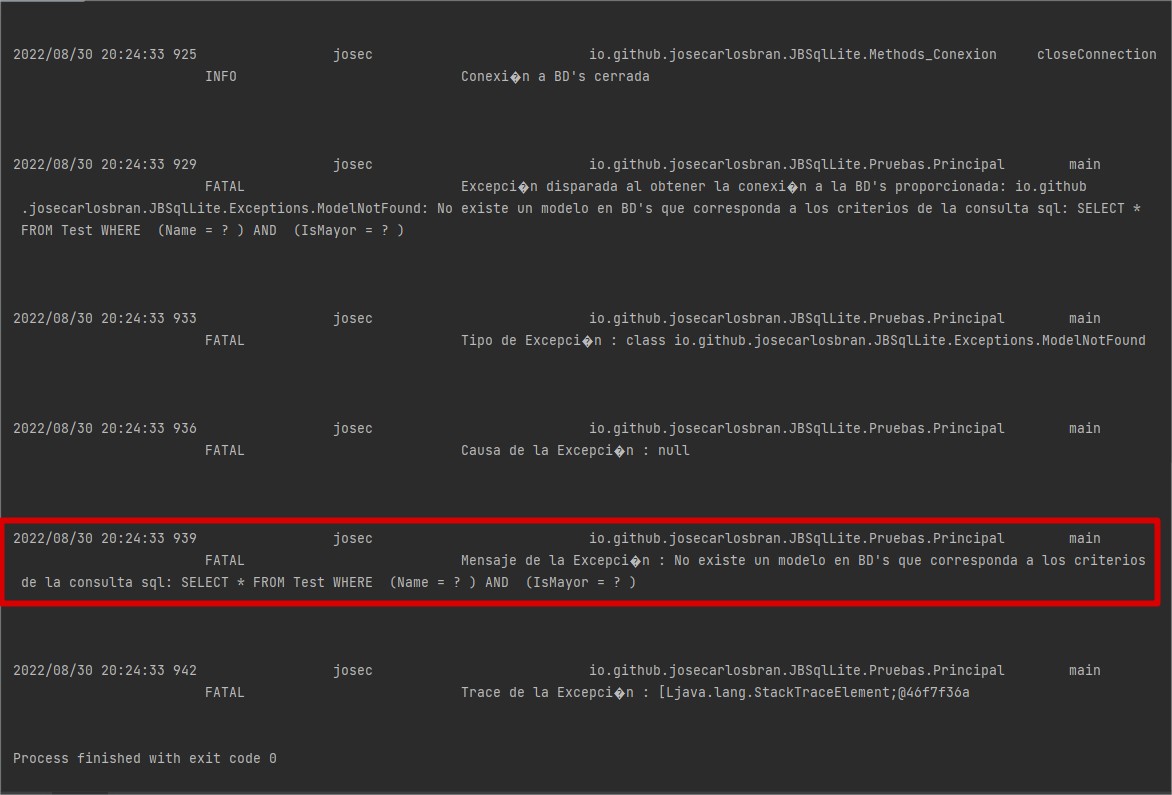 2022/08/30 20:24:33 925 josec io.github.josecarlosbran.JBSqlLite.Methods_Conexion closeConnection
INFO Conexi�n a BD's cerrada
2022/08/30 20:24:33 929 josec io.github.josecarlosbran.JBSqlLite.Pruebas.Principal main
FATAL Excepci�n disparada al obtener la conexi�n a la BD's proporcionada: io.github
.josecarlosbran.JBSqlLite.Exceptions.ModelNotFound: No existe un modelo en BD's que corresponda a los criterios de la consulta sql: SELECT *
FROM Test WHERE  (Name = ? ) AND  (IsMayor = ? )
2022/08/30 20:24:33 933 josec io.github.josecarlosbran.JBSqlLite.Pruebas.Principal main
FATAL Tipo de Excepci�n : class io.github.josecarlosbran.JBSqlLite.Exceptions.ModelNotFound
2022/08/30 20:24:33 936 josec io.github.josecarlosbran.JBSqlLite.Pruebas.Principal main
FATAL Causa de la Excepci�n : null
2022/08/30 20:24:33 939 josec io.github.josecarlosbran.JBSqlLite.Pruebas.Principal main
FATAL Mensaje de la Excepci�n : No existe un modelo en BD's que corresponda a los criterios
de la consulta sql: SELECT * FROM Test WHERE  (Name = ? ) AND  (IsMayor = ? )
2022/08/30 20:24:33 942 josec io.github.josecarlosbran.JBSqlLite.Pruebas.Principal main
FATAL Trace de la Excepci�n : [Ljava.lang.StackTraceElement;@46f7f36a
Process finished with exit code 0